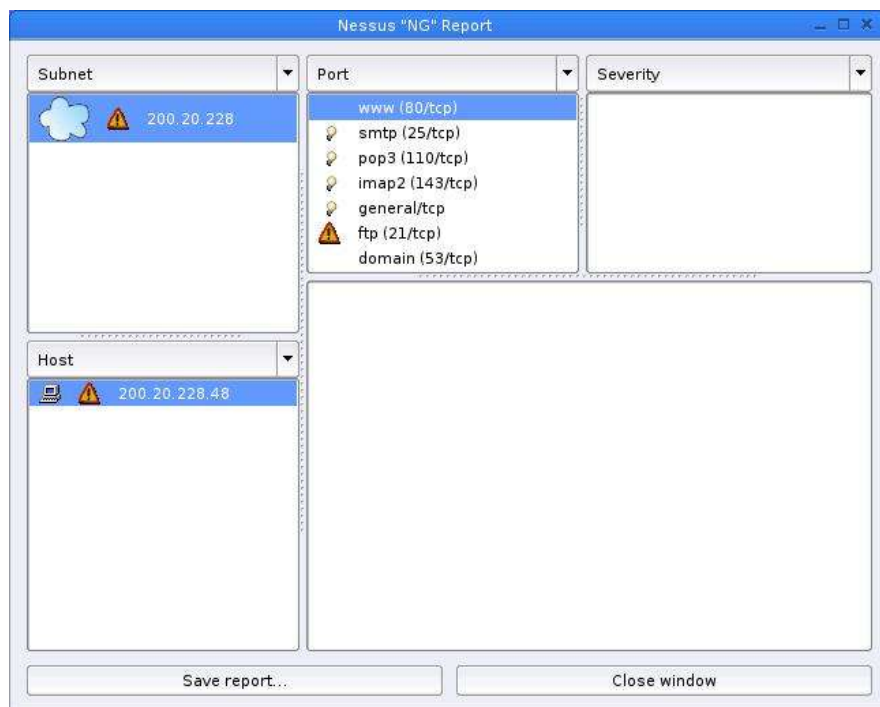 Nessus "NG" Report
Subnet
200.20.228
Host
200.20.228.48
Port
www (80/tcp)
smtp (25/tcp)
pop3 (110/tcp)
imap2 (143/tcp)
general/tcp
ftp (21/tcp)
domain (53/tcp)
Severity
Save report...
Close window